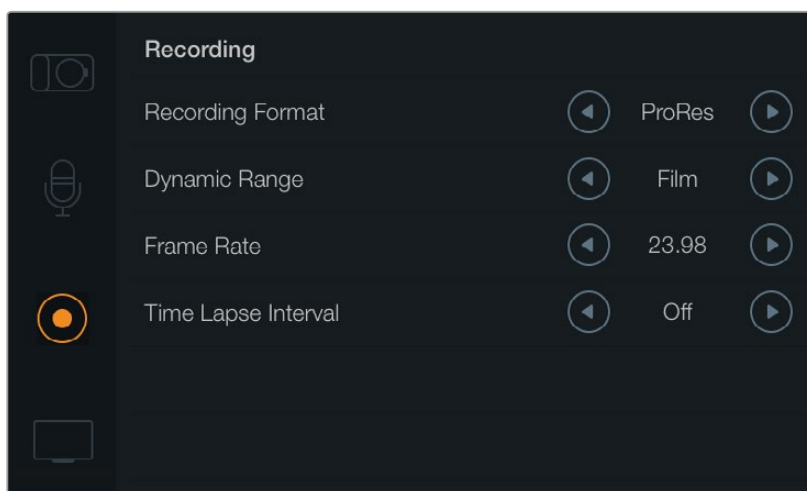 Recording
Recording Format ProRes
Dynamic Range Film
Frame Rate 23.98
Time Lapse Interval Off